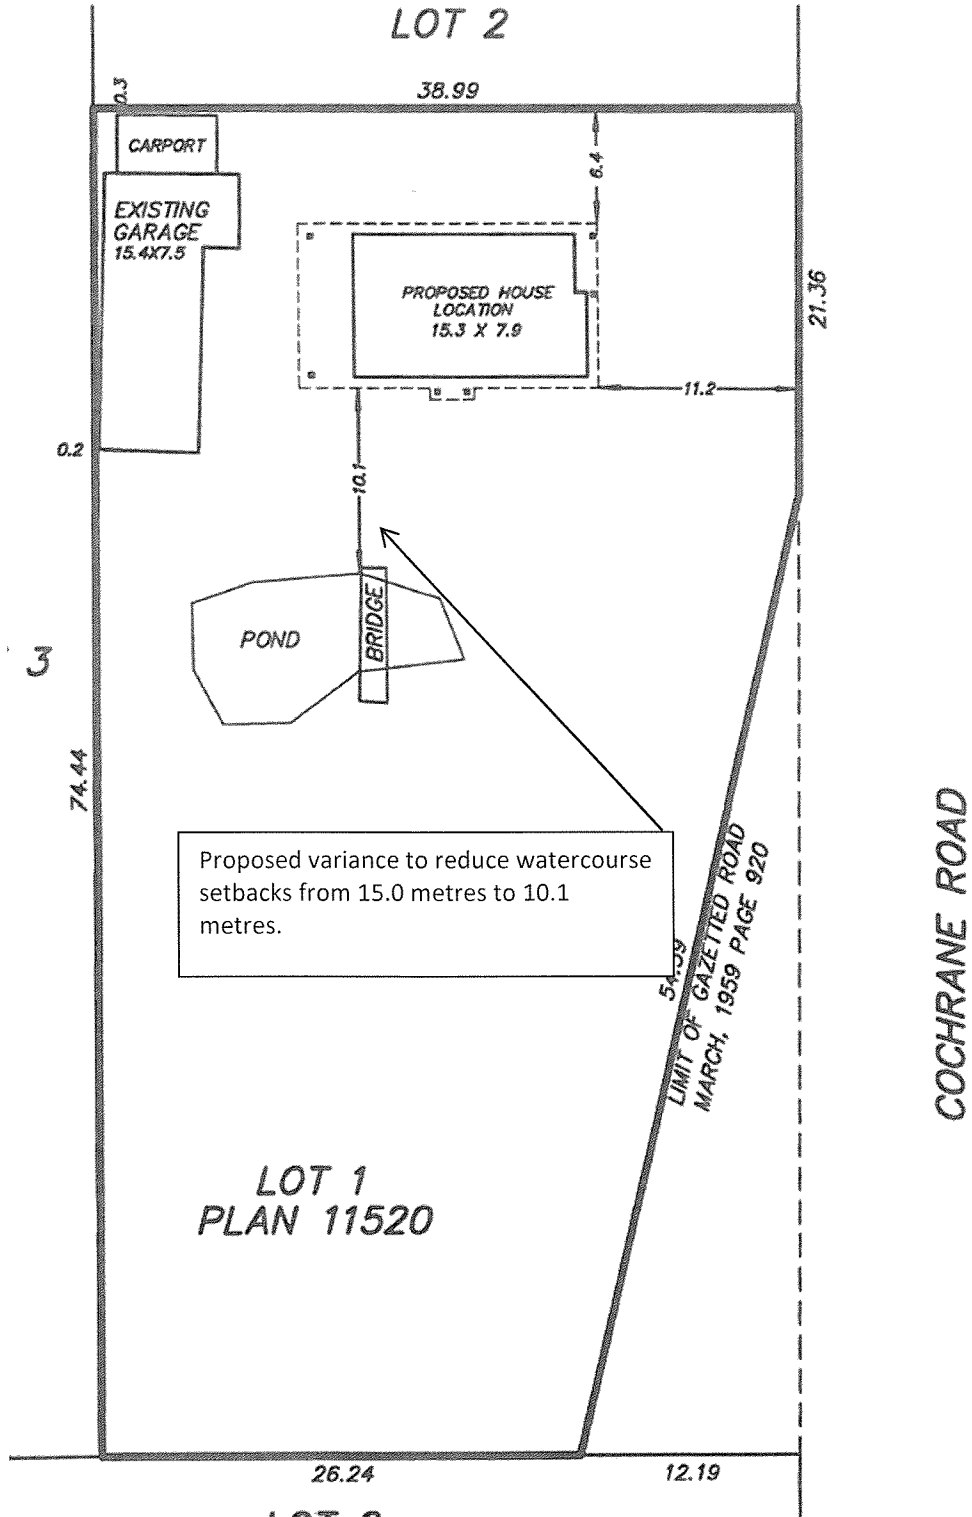 LOT 2
38.99
0.3
CARPORT
6.4
EXISTING
GARAGE
15.4X7.5
PROPOSED HOUSE
LOCATION
15.3 X 7.9
21.36
11.2
0.2
10.1
POND
BRIDGE
3
74.44
Proposed variance to reduce watercourse
setbacks from 15.0 metres to 10.1
metres.
LIMIT OF GAZETTED ROAD
MARCH, 1959 PAGE 920
COCHRANE ROAD
LOT 1
PLAN 11520
26.24
12.19